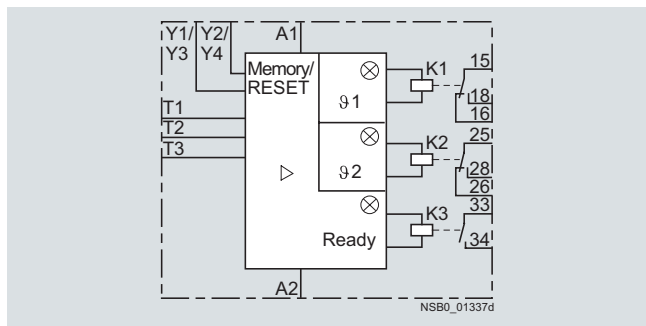 Y1/ Y2/ A1
Y3 Y4
Memory/
RESET
ϑ1
K1
15
18
16
T1
T2
T3
ϑ2
K2
25
28
26
Ready
K3
33
34
A2
NSB0_01337d